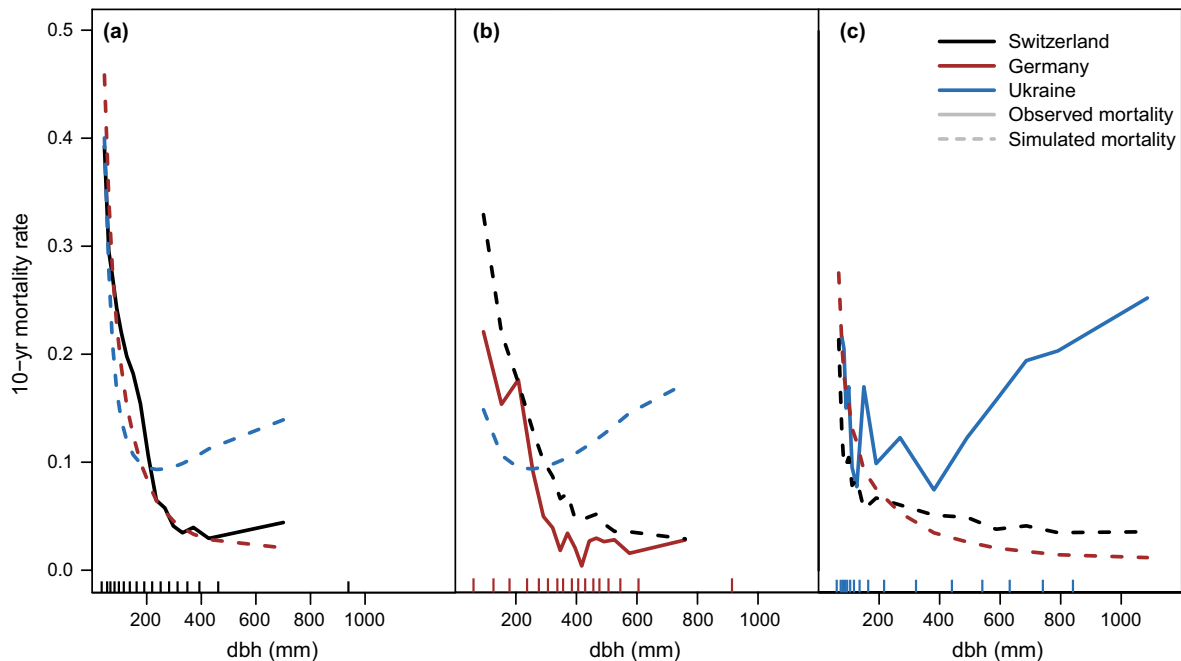 (a) (b) (c)
Switzerland
Germany
Ukraine
Observed mortality
Simulated mortality
0.5
0.4
0.3
0.2
0.1
0.0
10−yr mortality rate
200 400 600 800 1000 200 400 600 800 1000 200 400 600 800 1000
dbh (mm) dbh (mm) dbh (mm)